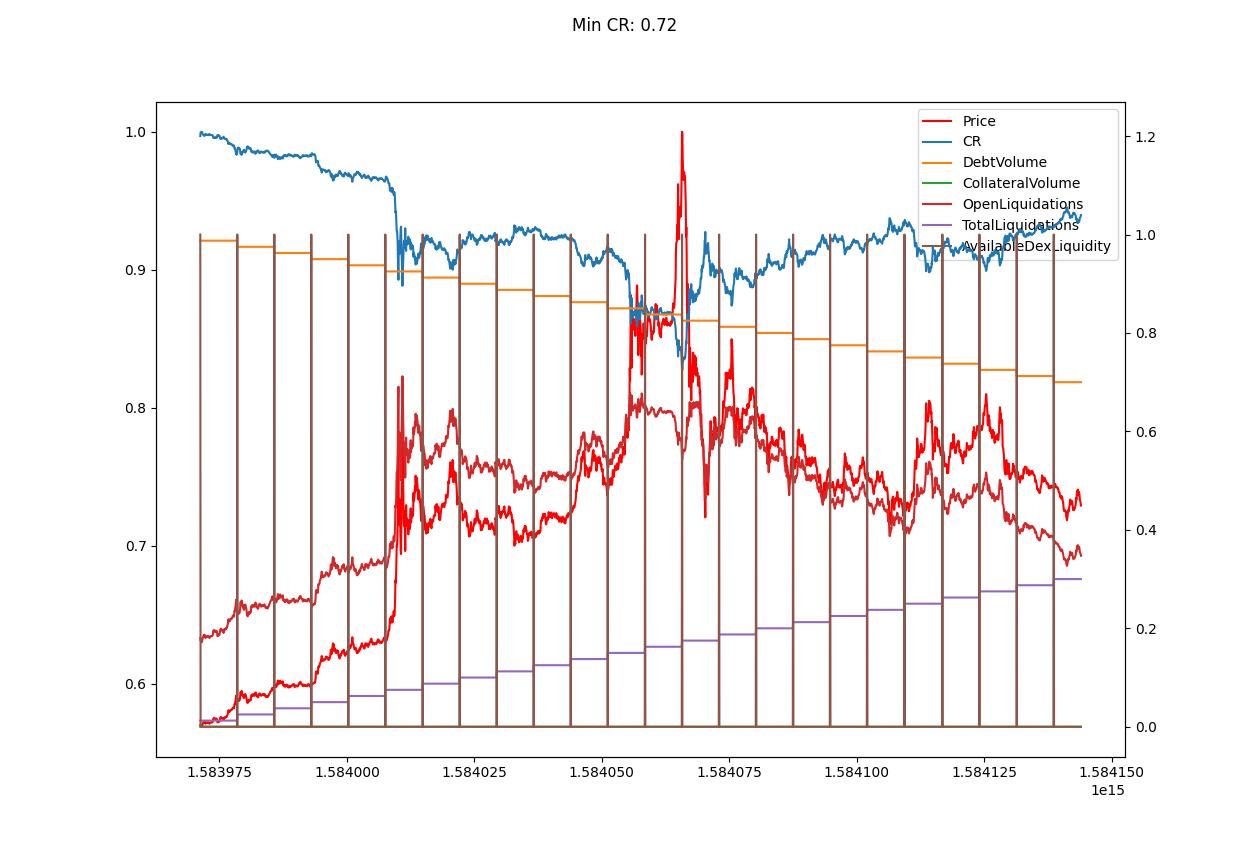 Min CR: 0.72
1.0
0.9
0.8
0.7
0.6
1.2
1.0
0.8
0.6
0.4
0.2
0.0
Price
CR
DebtVolume
CollateralVolume
OpenLiquidations
TotalLiquidations
AvailableDexLiquidity
1.583975 1.584000 1.584025 1.584050 1.584075 1.584100 1.584125 1.584150
1e15